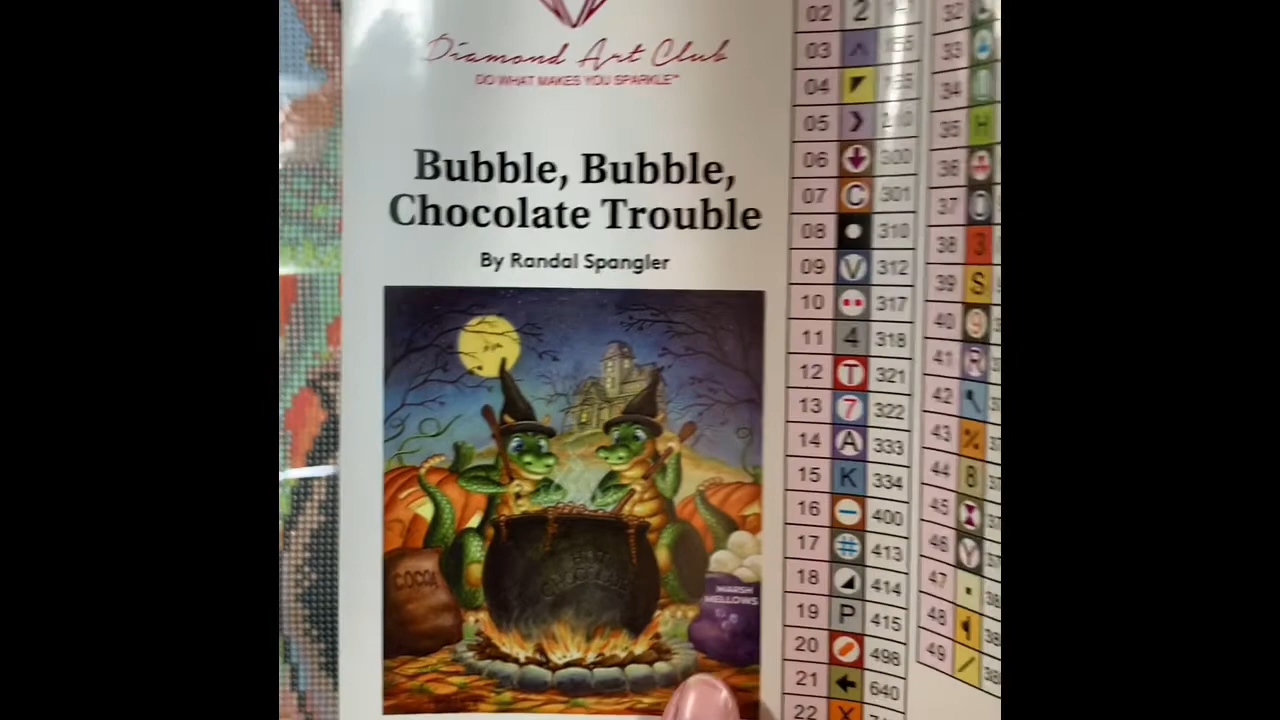 Diamond Art Club
DO WHAT MAKES YOU SPARKLE™
Bubble, Bubble,
Chocolate Trouble
By Randal Spangler
COCOA
HOT
CHOCOLATE
MARSH
MELLOWS
02 2
03
04
05 > 210
06 300
07 C 301
08 310
09 V 312
10 317
11 4 318
12 T 321
13 7 322
14 A 333
15 K 334
16 400
17 # 413
18 414
19 P 415
20 498
21 640
22 X
32
33
34
35 H
36
37
38 3
39 S
40 9
41 R
42
43 %
44 8
45
46 Y
47
48
49